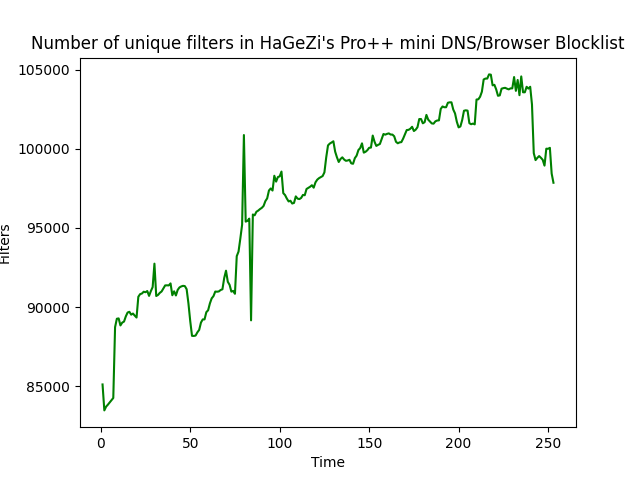 Number of unique filters in HaGeZi's Pro++ mini DNS/Browser Blocklist
105000
100000
95000
90000
85000
Filters
0 50 100 150 200 250
Time